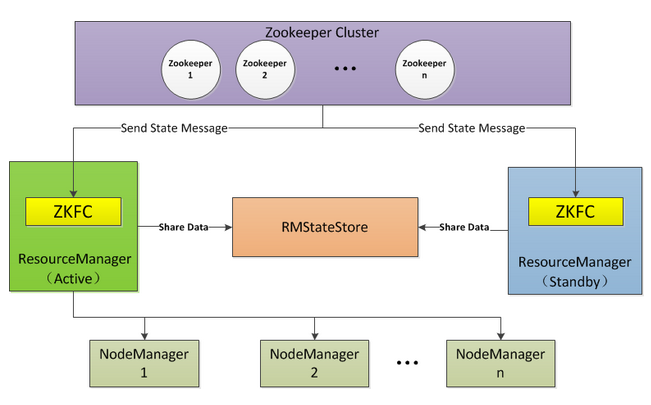 Zookeeper Cluster
Zookeeper
1
Zookeeper
2
...
Zookeeper
n
Send State Message
Send State Message
ZKFC
ResourceManager
（Active）
Share Data
RMStateStore
Share Data
ZKFC
ResourceManager
（Standby）
NodeManager
1
NodeManager
2
...
NodeManager
n